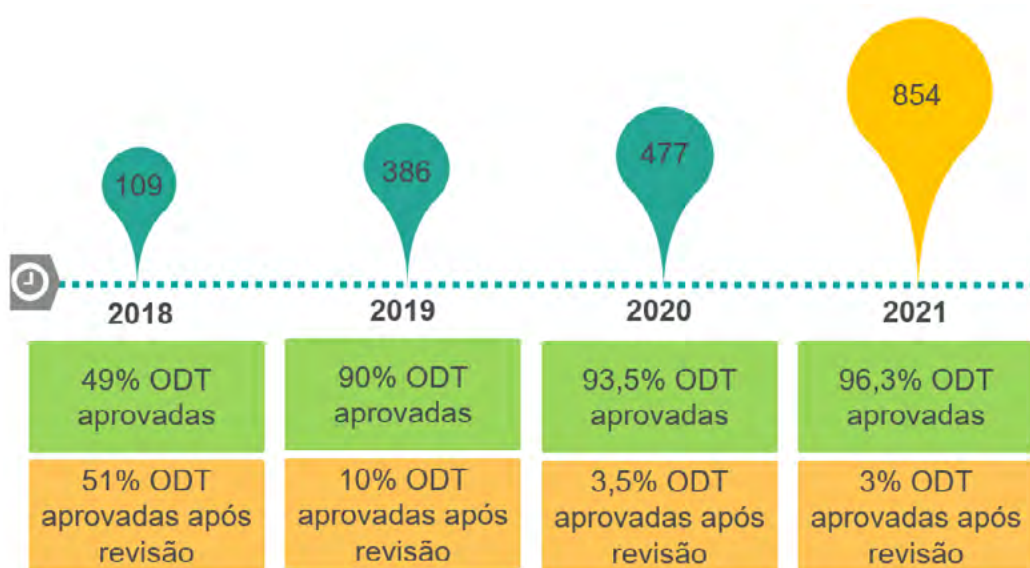 109
386
477
854
2018
2019
2020
2021
49% ODT
aprovadas
90% ODT
aprovadas
93,5% ODT
aprovadas
96,3% ODT
aprovadas
51% ODT
aprovadas após
revisão
10% ODT
aprovadas após
revisão
3,5% ODT
aprovadas após
revisão
3% ODT
aprovadas após
revisão